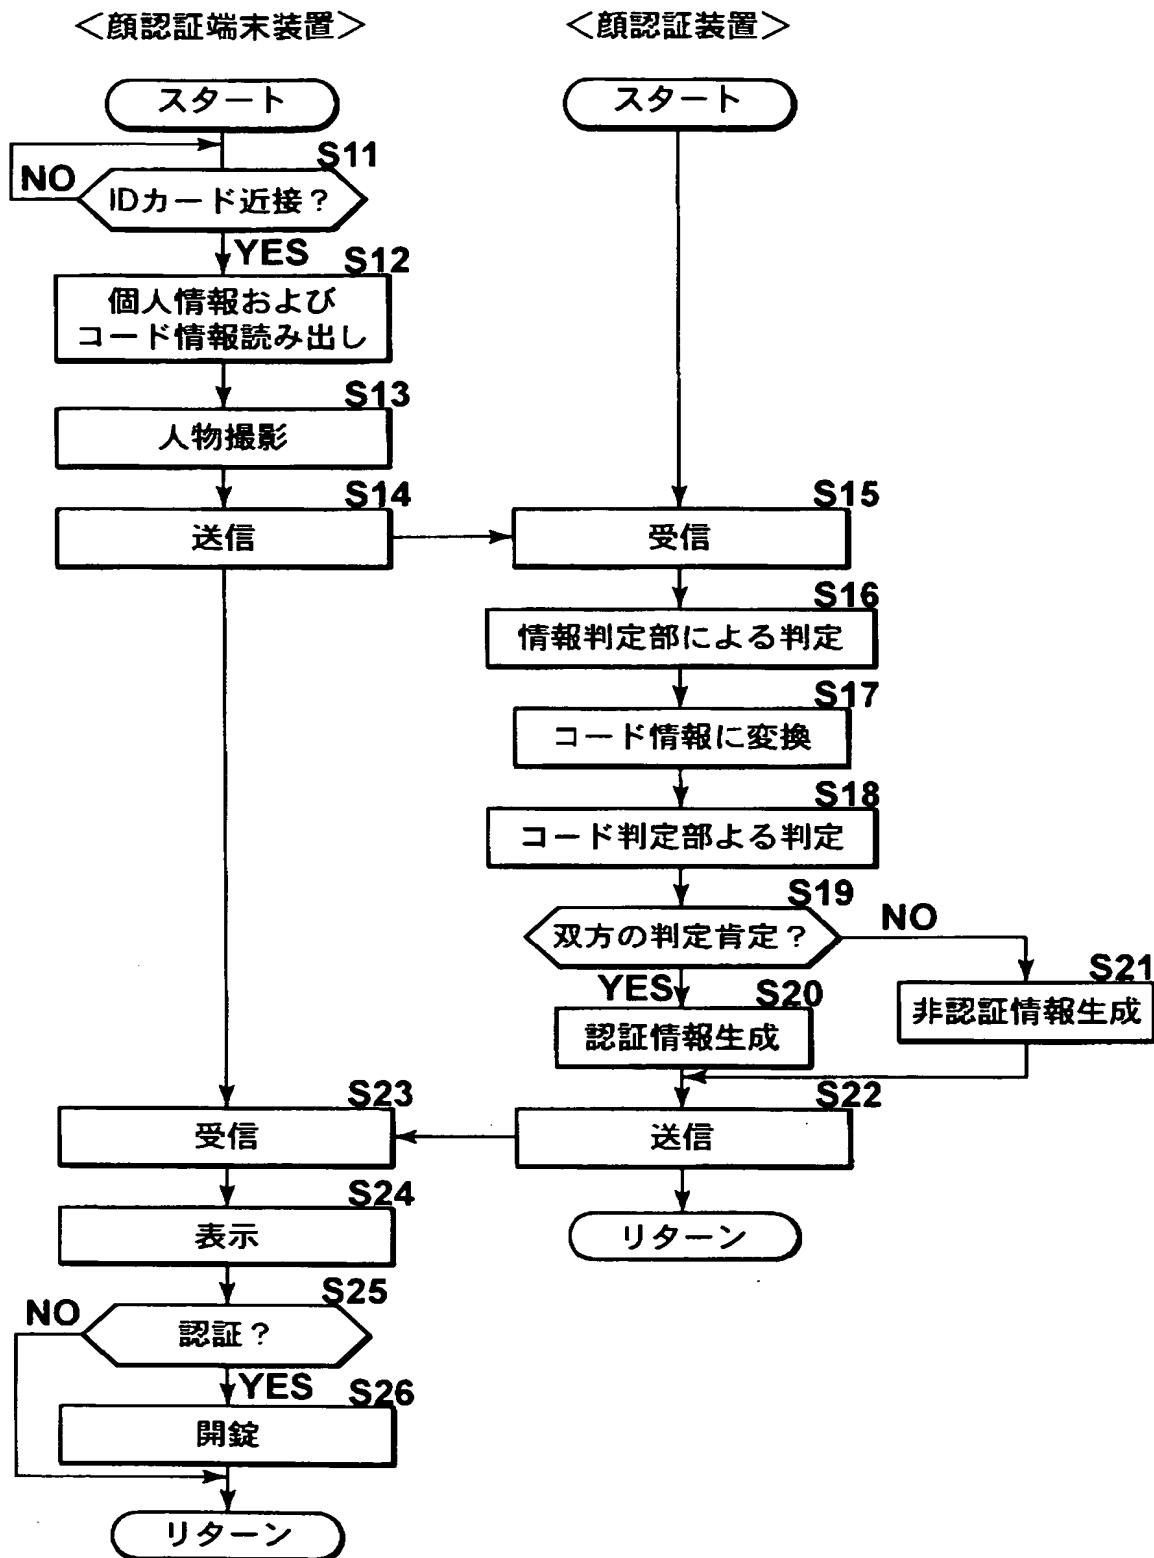 <顔認証端末装置>
スタート
S11
NO
IDカード近接？
YES
S12
個人情報および
コード情報読み出し
S13
人物撮影
S14
送信
<顔認証装置>
スタート
S15
受信
S16
情報判定部による判定
S17
コード情報に変換
S18
コード判定部よる判定
S19
双方の判定肯定？
NO
YES
S20
認証情報生成
S21
非認証情報生成
S22
送信
リターン
S23
受信
S24
表示
S25
NO
認証？
YES
S26
開錠
リターン